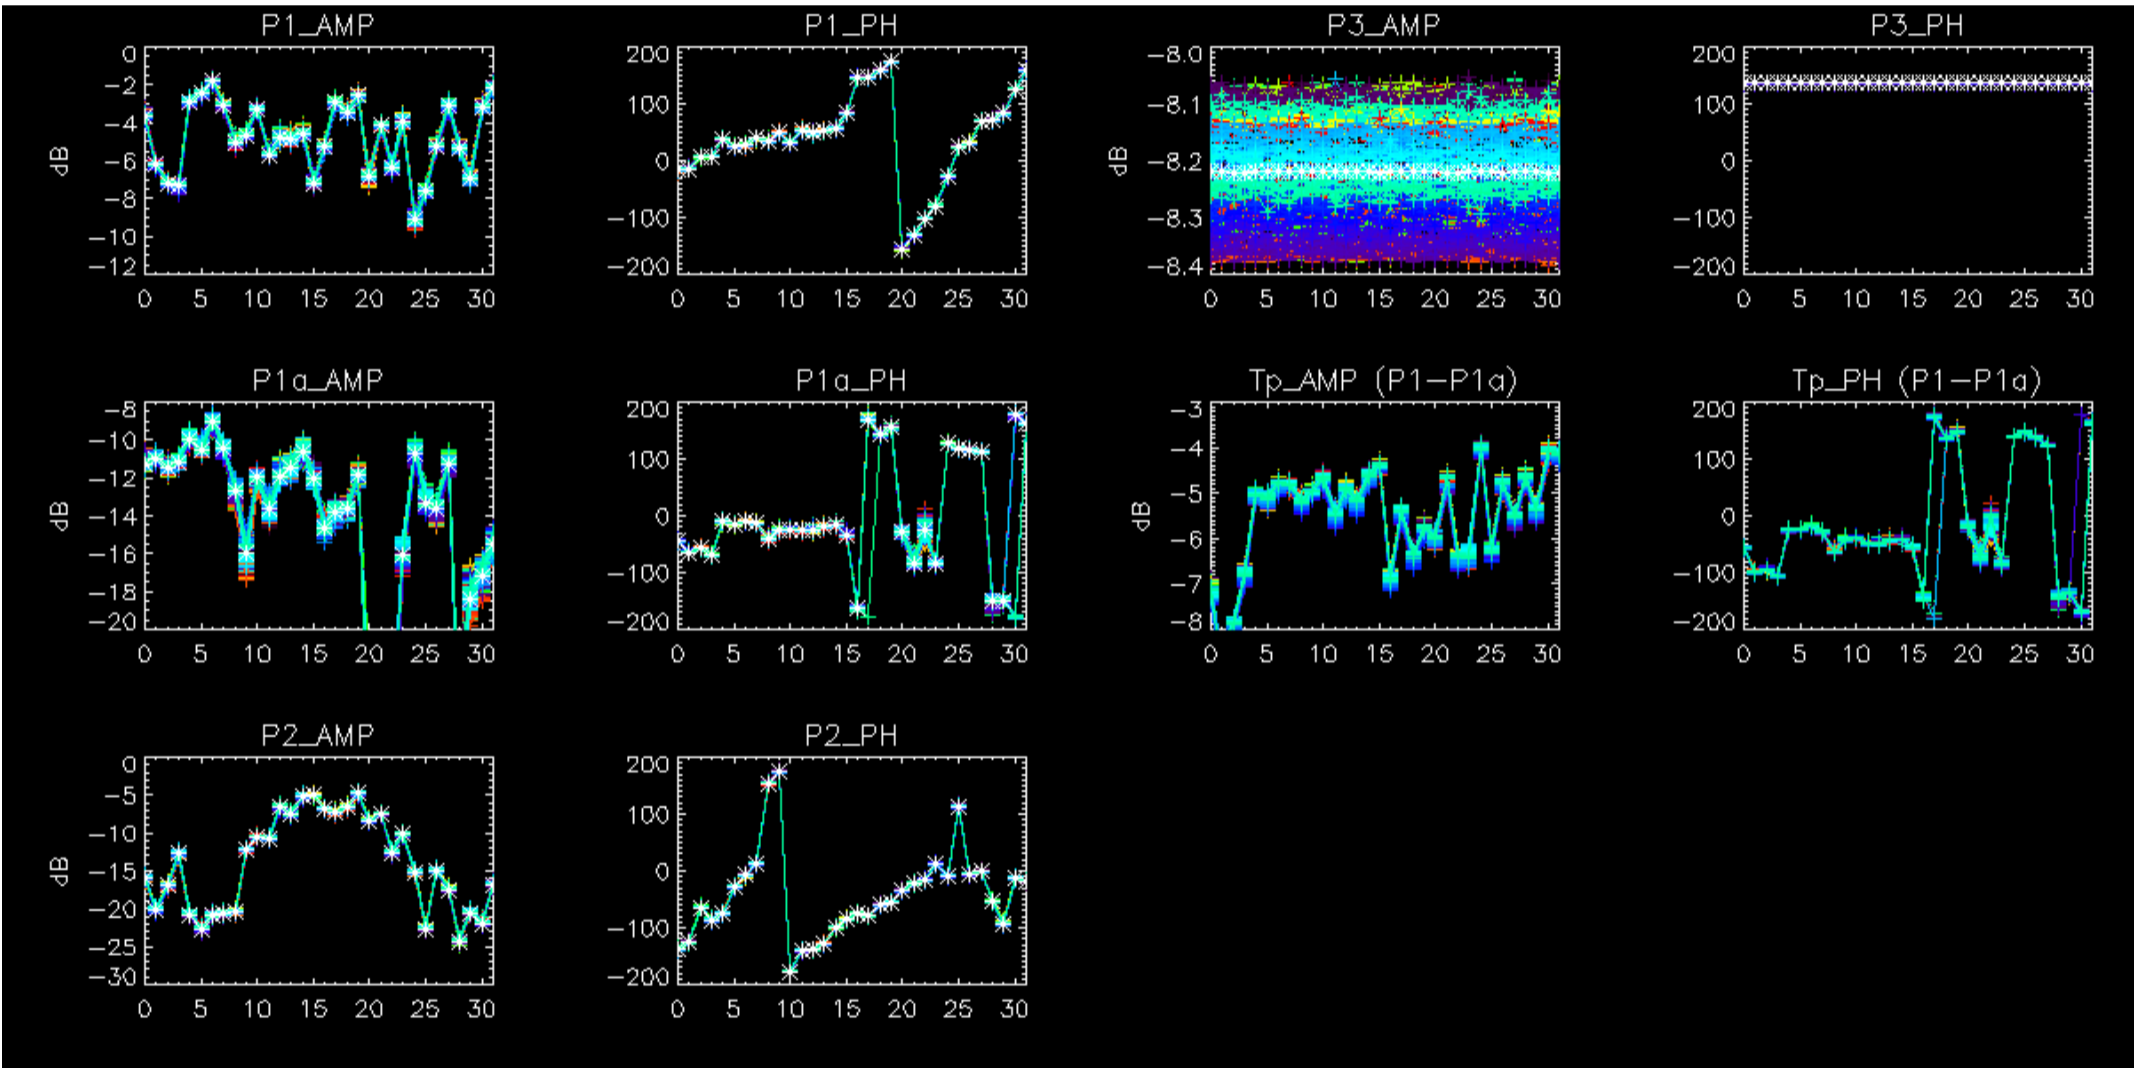 P1_AMP
P1_PH
P3_AMP
P3_PH
0
-2
-4
-6
-8
-10
-12
dB
0 5 10 15 20 25 30
200
100
0
-100
-200
0 5 10 15 20 25 30
-8.0
-8.1
-8.2
-8.3
-8.4
dB
0 5 10 15 20 25 30
200
100
0
-100
-200
0 5 10 15 20 25 30
P1a_AMP
P1a_PH
Tp_AMP (P1-P1a)
Tp_PH (P1-P1a)
-8
-10
-12
-14
-16
-18
-20
dB
0 5 10 15 20 25 30
200
100
0
-100
-200
0 5 10 15 20 25 30
-3
-4
-5
-6
-7
-8
dB
0 5 10 15 20 25 30
200
100
0
-100
-200
0 5 10 15 20 25 30
P2_AMP
P2_PH
0
-5
-10
-15
-20
-25
-30
dB
0 5 10 15 20 25 30
200
100
0
-100
-200
0 5 10 15 20 25 30